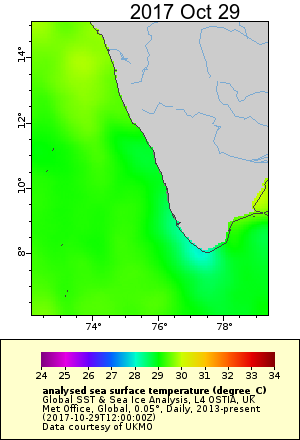 2017 Oct 29
14°
12°
10°
8°
74°
76°
78°
24 25 26 27 28 29 30 31 32 33 34
analysed sea surface temperature (degree_C)
Global SST & Sea Ice Analysis, L4 OSTIA, UK
Met Office, Global, 0.05°, Daily, 2013-present
(2017-10-29T12:00:00Z)
Data courtesy of UKMO